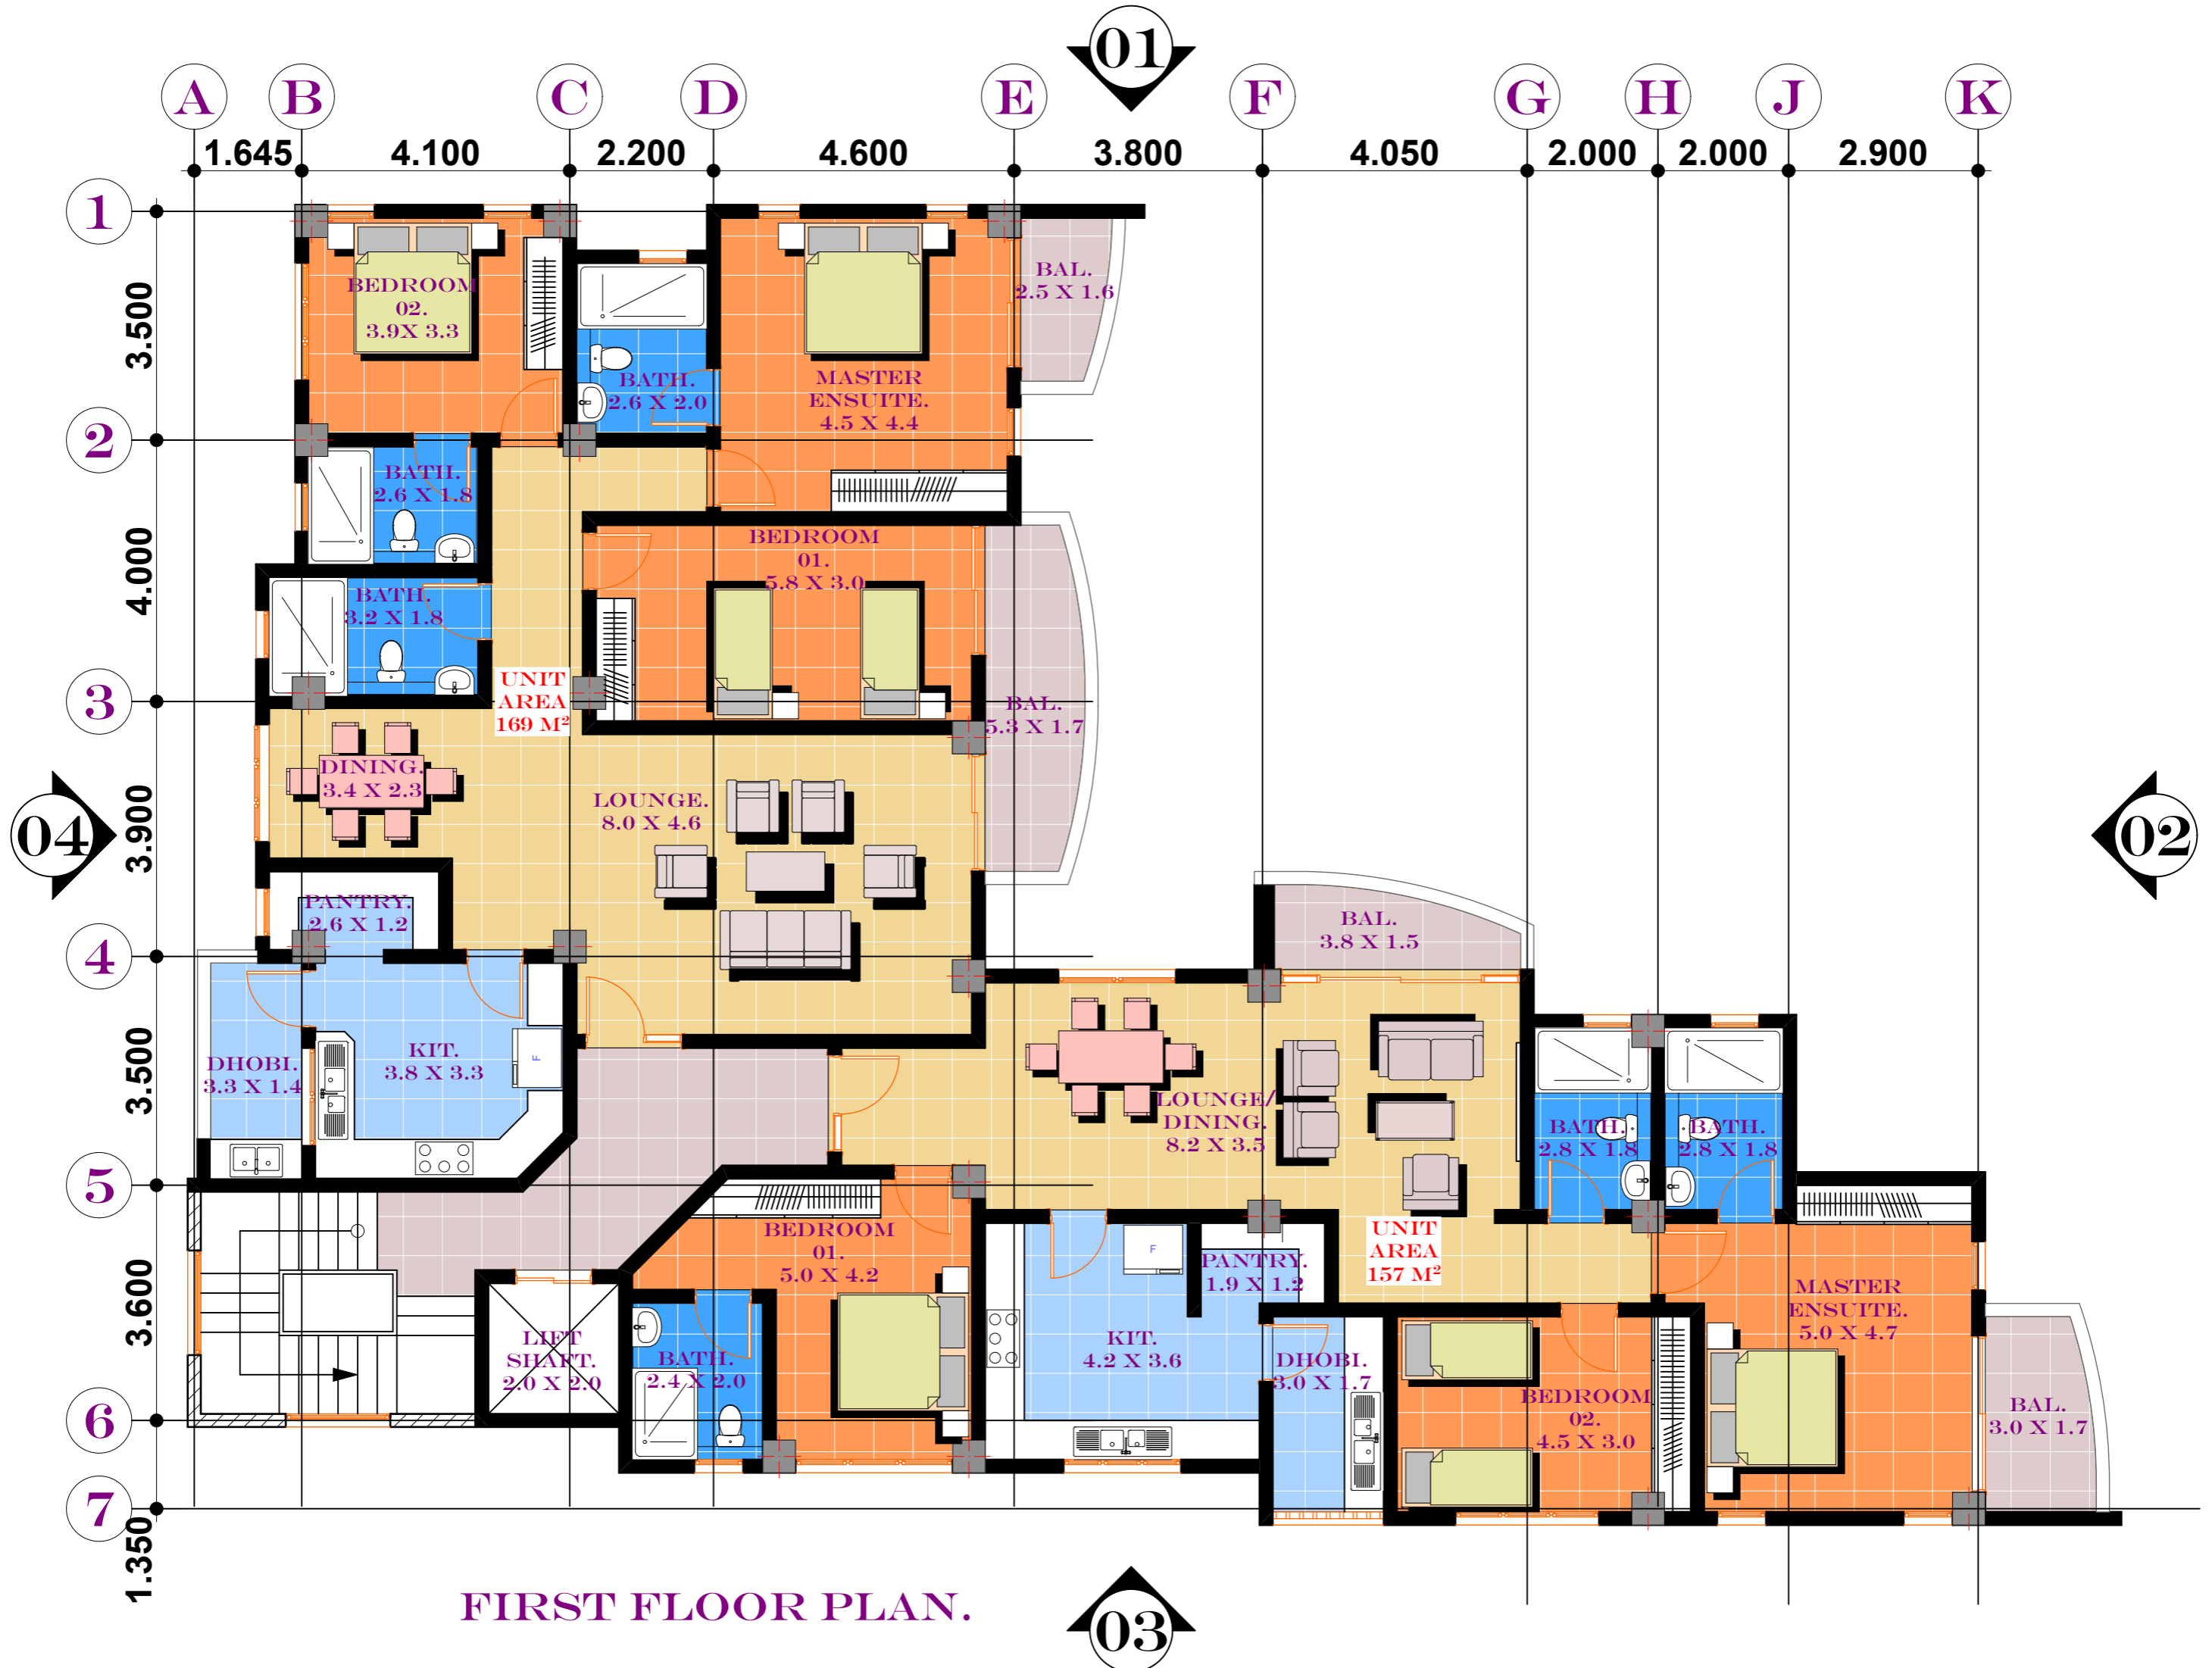 01
A B C D E F G H J K
1.645 4.100 2.200 4.600 3.800 4.050 2.000 2.000 2.900
1
3.500
2
4.000
3
3.900
4
3.500
5
3.600
6
7
1.350
04
02
BEDROOM
02.
3.9X 3.3
BATH.
2.6 X 2.0
MASTER
ENSUITE.
4.5 X 4.4
BAL.
2.5 X 1.6
BATH.
2.6 X 1.8
BATH.
3.2 X 1.8
BEDROOM
01.
5.8 X 3.0
UNIT
AREA
169 M²
BAL.
5.3 X 1.7
DINING.
3.4 X 2.3
LOUNGE.
8.0 X 4.6
PANTRY.
2.6 X 1.2
BAL.
3.8 X 1.5
DHOBI.
3.3 X 1.4
KIT.
3.8 X 3.3
F
LOUNGE/
DINING.
8.2 X 3.5
BATH.
2.8 X 1.8
BATH.
2.8 X 1.8
BEDROOM
01.
5.0 X 4.2
F
PANTRY.
1.9 X 1.2
UNIT
AREA
157 M²
MASTER
ENSUITE.
5.0 X 4.7
LIFT
SHAFT.
2.0 X 2.0
BATH.
2.4 X 2.0
KIT.
4.2 X 3.6
DHOBI.
3.0 X 1.7
BEDROOM
02.
4.5 X 3.0
BAL.
3.0 X 1.7
FIRST FLOOR PLAN.
03